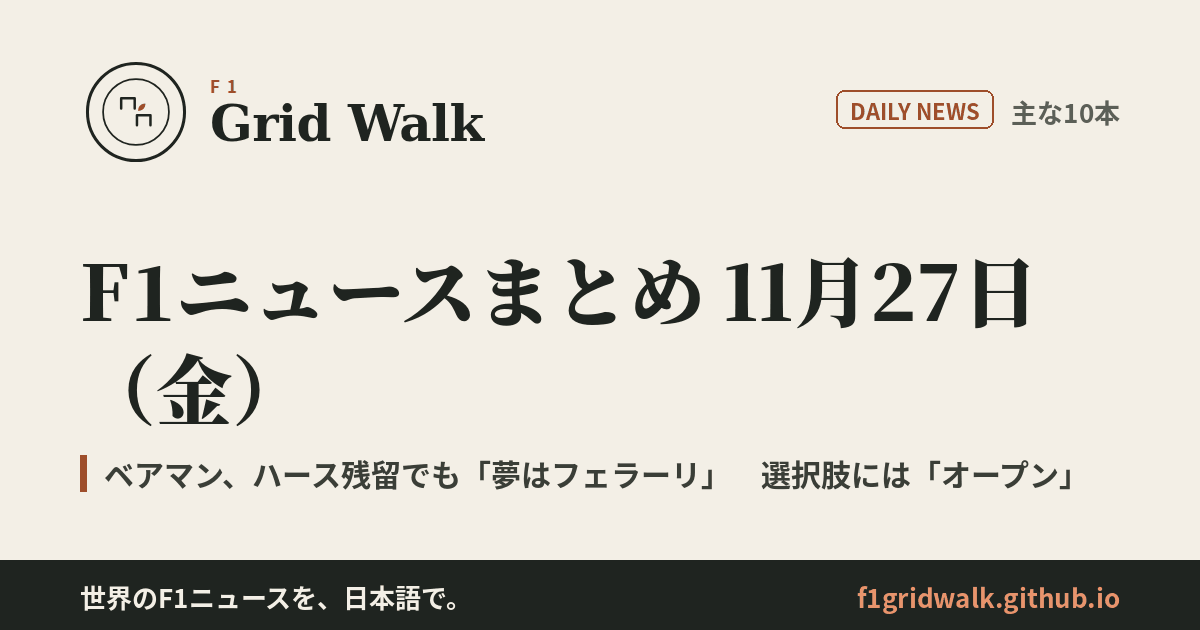 F1
Grid Walk
DAILY NEWS
主な10本
F1ニュースまとめ 11月27日
（金）
ベアマン、ハース残留でも「夢はフェラーリ」　選択肢には「オープン」
世界のF1ニュースを、日本語で。
f1gridwalk.github.io